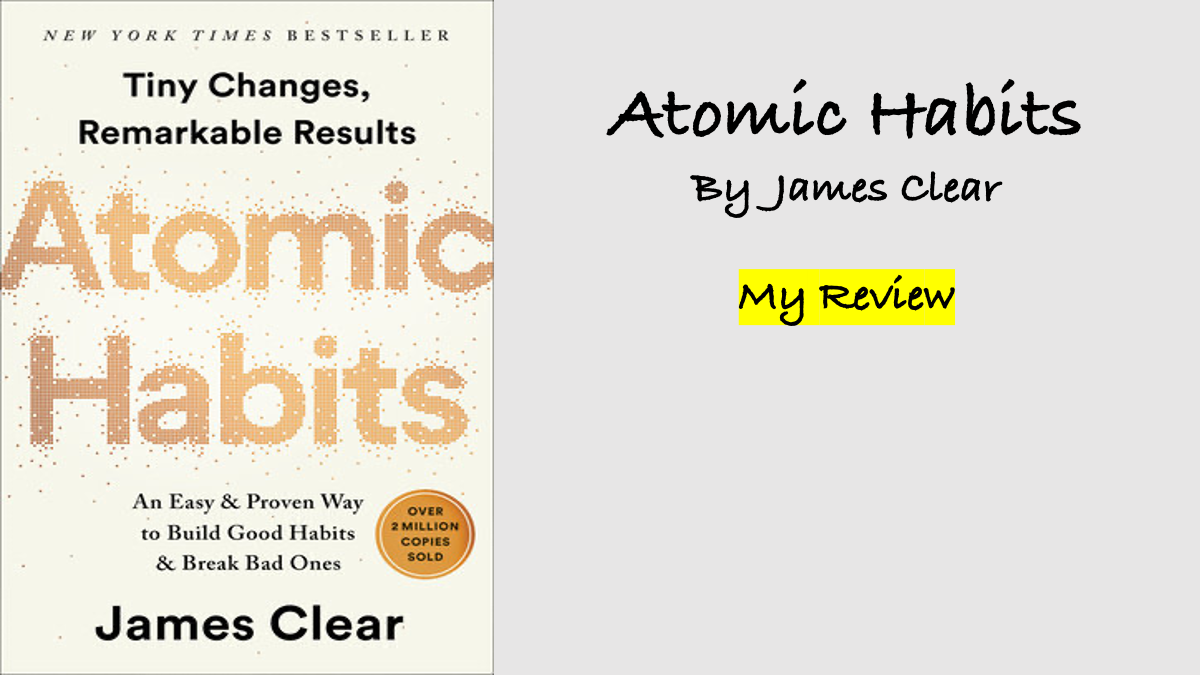 NEW YORK TIMES BESTSELLER
Tiny Changes,
Remarkable Results
Atomic
Habits
An Easy & Proven Way
to Build Good Habits
& Break Bad Ones
OVER
2 MILLION
COPIES
SOLD
James Clear
Atomic Habits
By James Clear
My Review